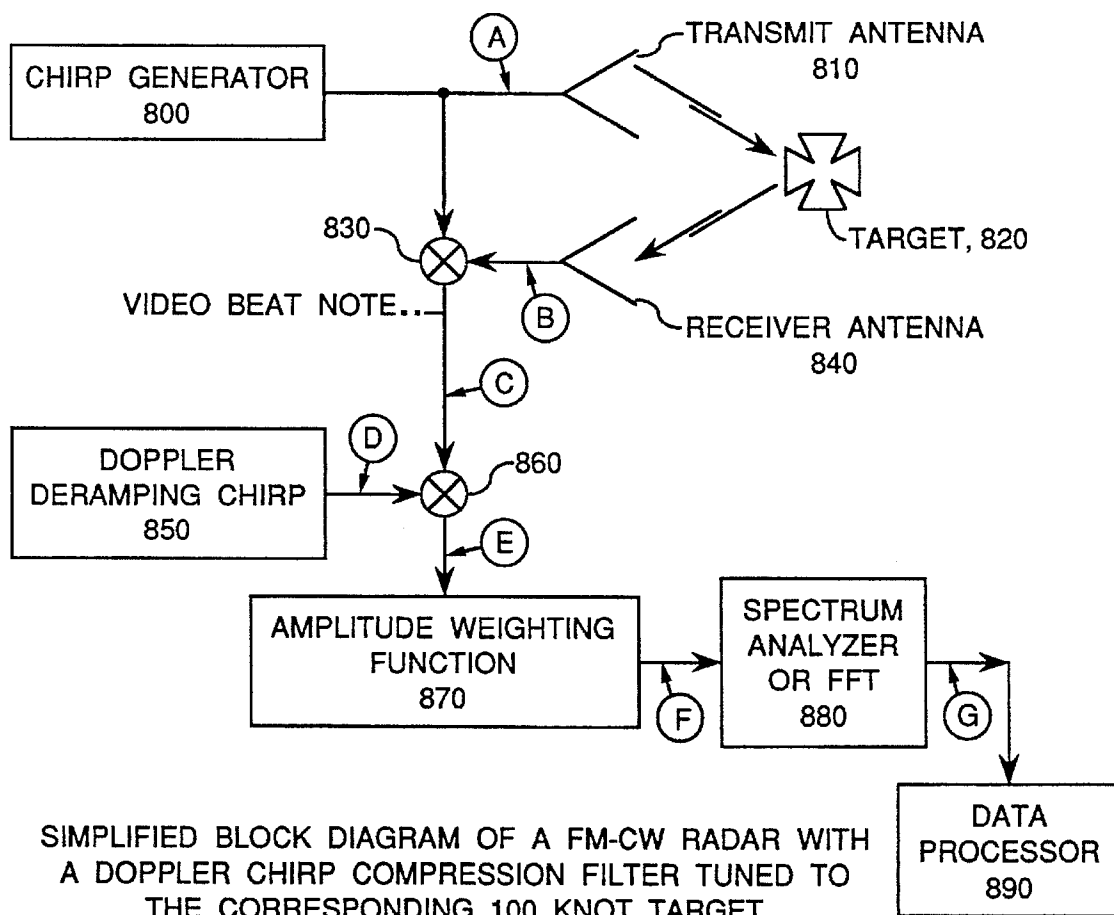 A
TRANSMIT ANTENNA
810
CHIRP GENERATOR
800
830
TARGET, 820
VIDEO BEAT NOTE..
B
RECEIVER ANTENNA
840
C
DOPPLER
DERAMPING CHIRP
850
D
860
E
AMPLITUDE WEIGHTING
FUNCTION
870
F
SPECTRUM
ANALYZER
OR FFT
880
G
DATA
PROCESSOR
890
SIMPLIFIED BLOCK DIAGRAM OF A FM-CW RADAR WITH
A DOPPLER CHIRP COMPRESSION FILTER TUNED TO
THE CORRESPONDING 100 KNOT TARGET